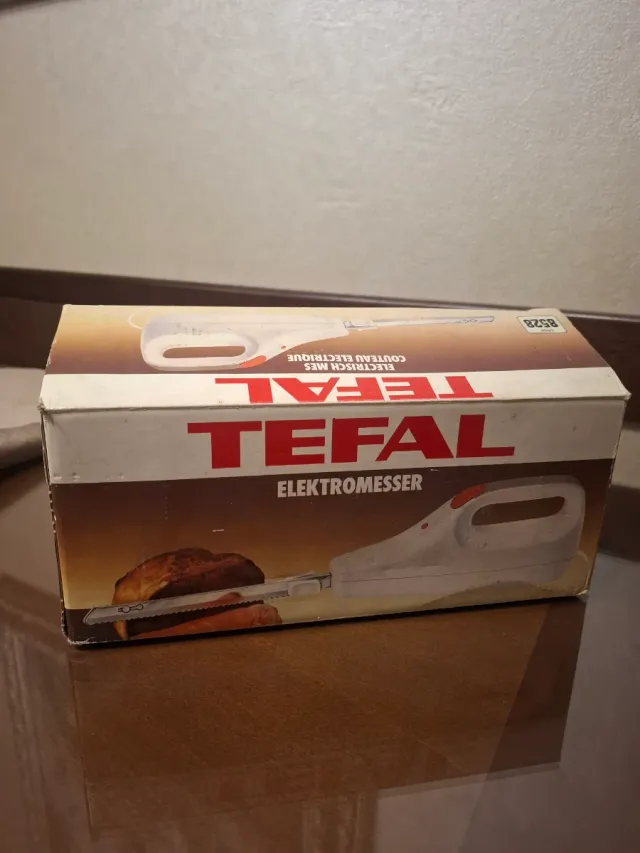 8528
ELECTRISCH MES
COUTEAU ELECTRIQUE
TEFAL
TEFAL
ELEKTROMESSER